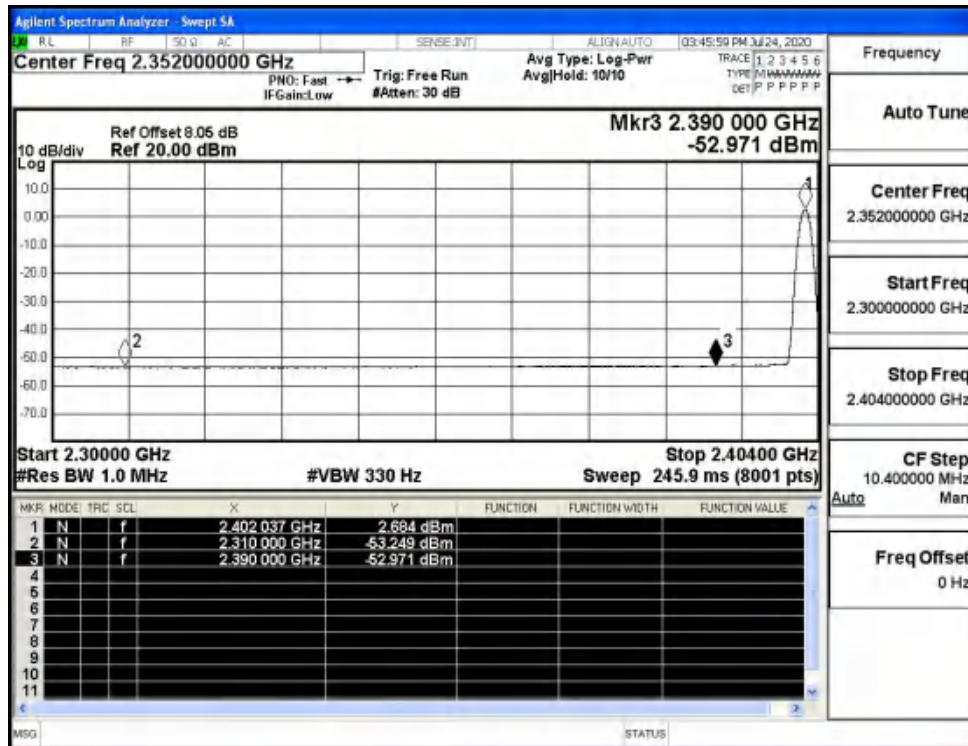 Agilent Spectrum Analyzer - Swept SA
RL RF 50 Ω AC SENSE:INT ALIGN AUTO 03:45:59 PM Jul 24, 2020
Center Freq 2.352000000 GHz
PNO: Fast
IFGain:Low
Trig: Free Run
#Atten: 30 dB
Avg Type: Log-Pwr
Avg|Hold: 10/10
TRACE 1 2 3 4 5 6
TYPE M W W W W W
DET P P P P P P
Mkr3 2.390 000 GHz
-52.971 dBm
Ref Offset 8.05 dB
10 dB/div Ref 20.00 dBm
Log
10.0
0.00
-10.0
-20.0
-30.0
-40.0
-50.0
-60.0
-70.0
1
2
3
Start 2.30000 GHz Stop 2.40400 GHz
#Res BW 1.0 MHz #VBW 330 Hz Sweep 245.9 ms (8001 pts)
MKR MODE TRC SCL X Y FUNCTION FUNCTION WIDTH FUNCTION VALUE
1 N f 2.402 037 GHz 2.684 dBm
2 N f 2.310 000 GHz -53.249 dBm
3 N f 2.390 000 GHz -52.971 dBm
4
5
6
7
8
9
10
11
MSG STATUS
Frequency
Auto Tune
Center Freq
2.352000000 GHz
Start Freq
2.300000000 GHz
Stop Freq
2.404000000 GHz
CF Step
10.400000 MHz
Auto Man
Freq Offset
0 Hz